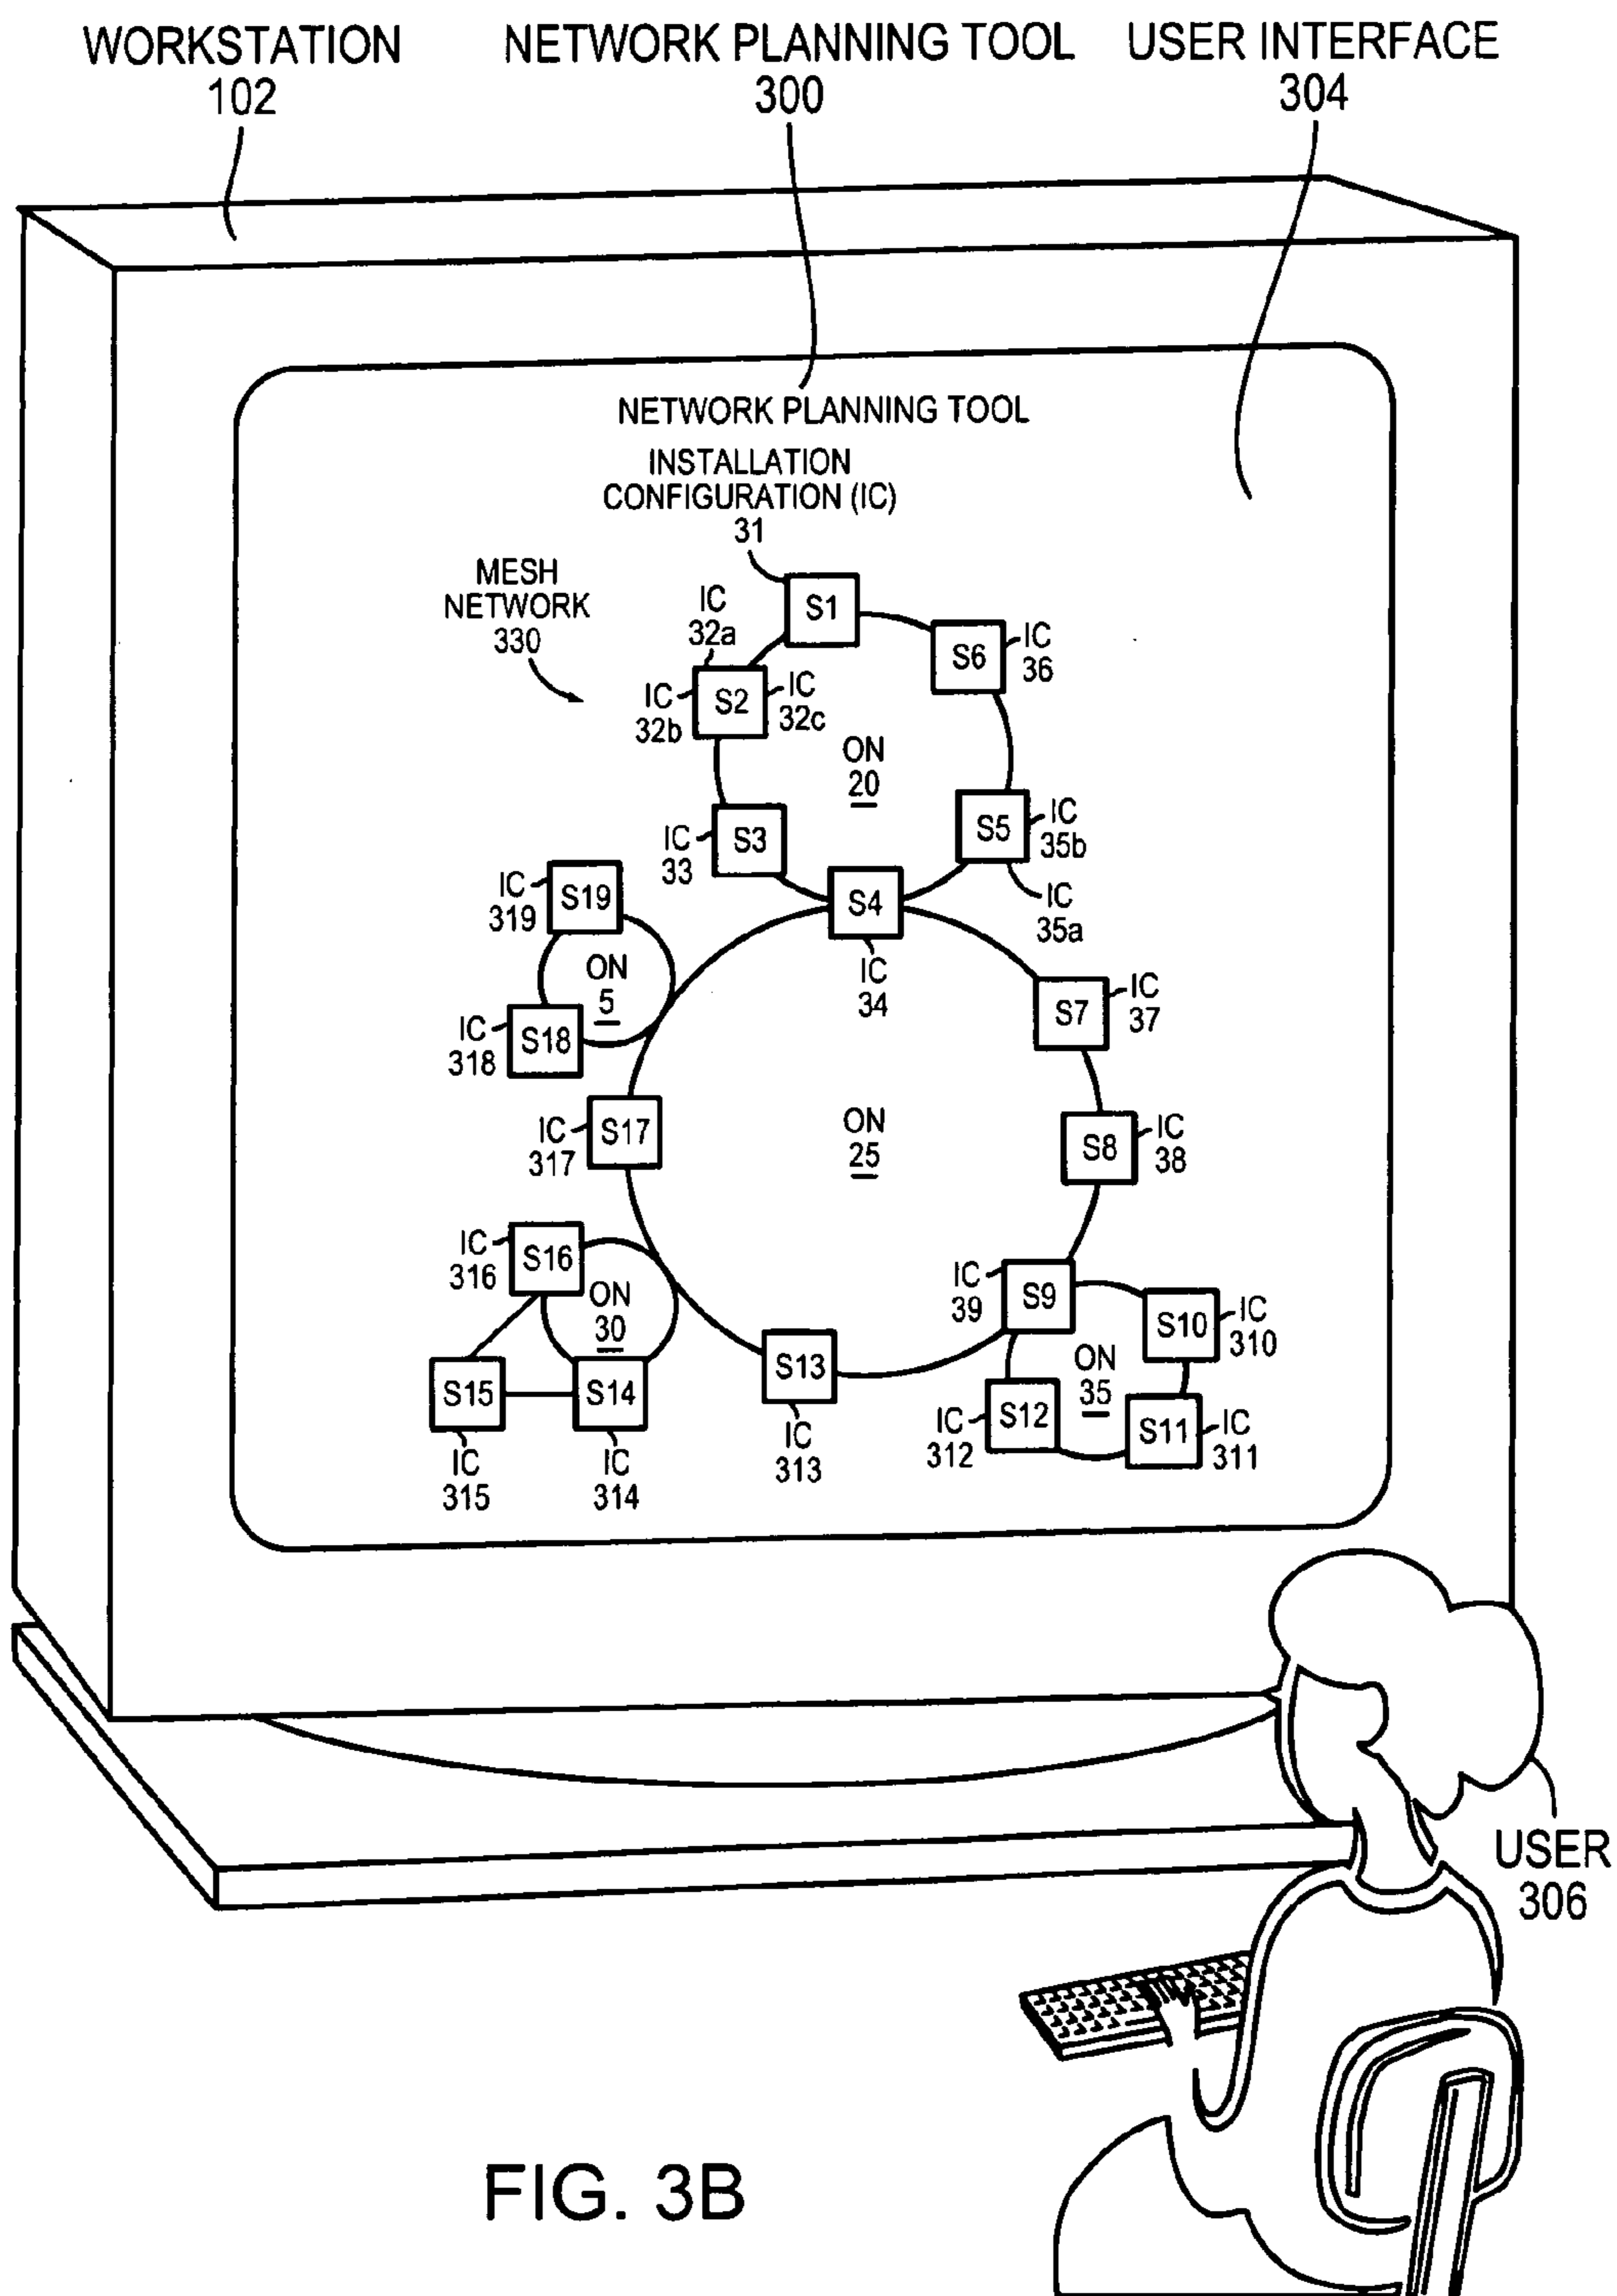 WORKSTATION
102
NETWORK PLANNING TOOL
300
USER INTERFACE
304
NETWORK PLANNING TOOL
INSTALLATION
CONFIGURATION (IC)
31
MESH
NETWORK
330
S1
IC
32a
IC
32b
S2
IC
32c
S6
IC
36
ON
20
IC
33
S3
S5
IC
35b
IC
35a
S4
IC
34
IC
319
S19
ON
5
IC
318
S18
S7
IC
37
IC
317
S17
ON
25
S8
IC
38
IC
316
S16
ON
30
IC
39
S9
S10
IC
310
S15
IC
315
S14
IC
314
S13
IC
313
ON
35
IC
312
S12
S11
IC
311
USER
306
FIG. 3B